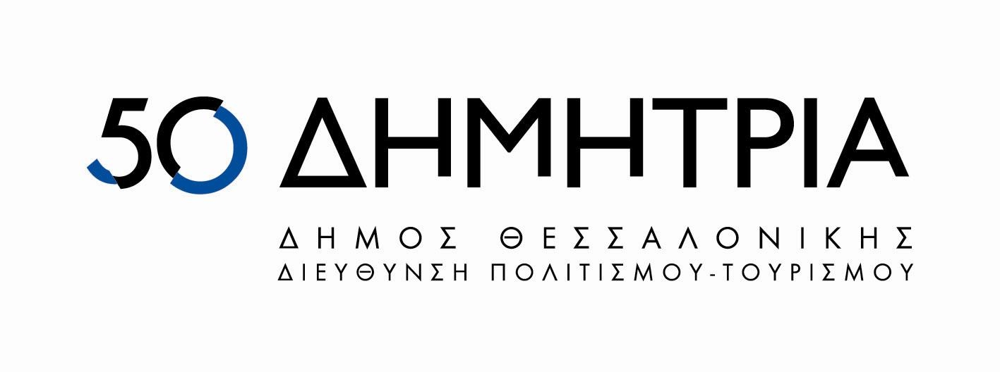 50 ΔΗΜΗΤΡΙΑ
ΔΗΜΟΣ ΘΕΣΣΑΛΟΝΙΚΗΣ
ΔΙΕΥΘΥΝΣΗ ΠΟΛΙΤΙΣΜΟΥ-ΤΟΥΡΙΣΜΟΥ